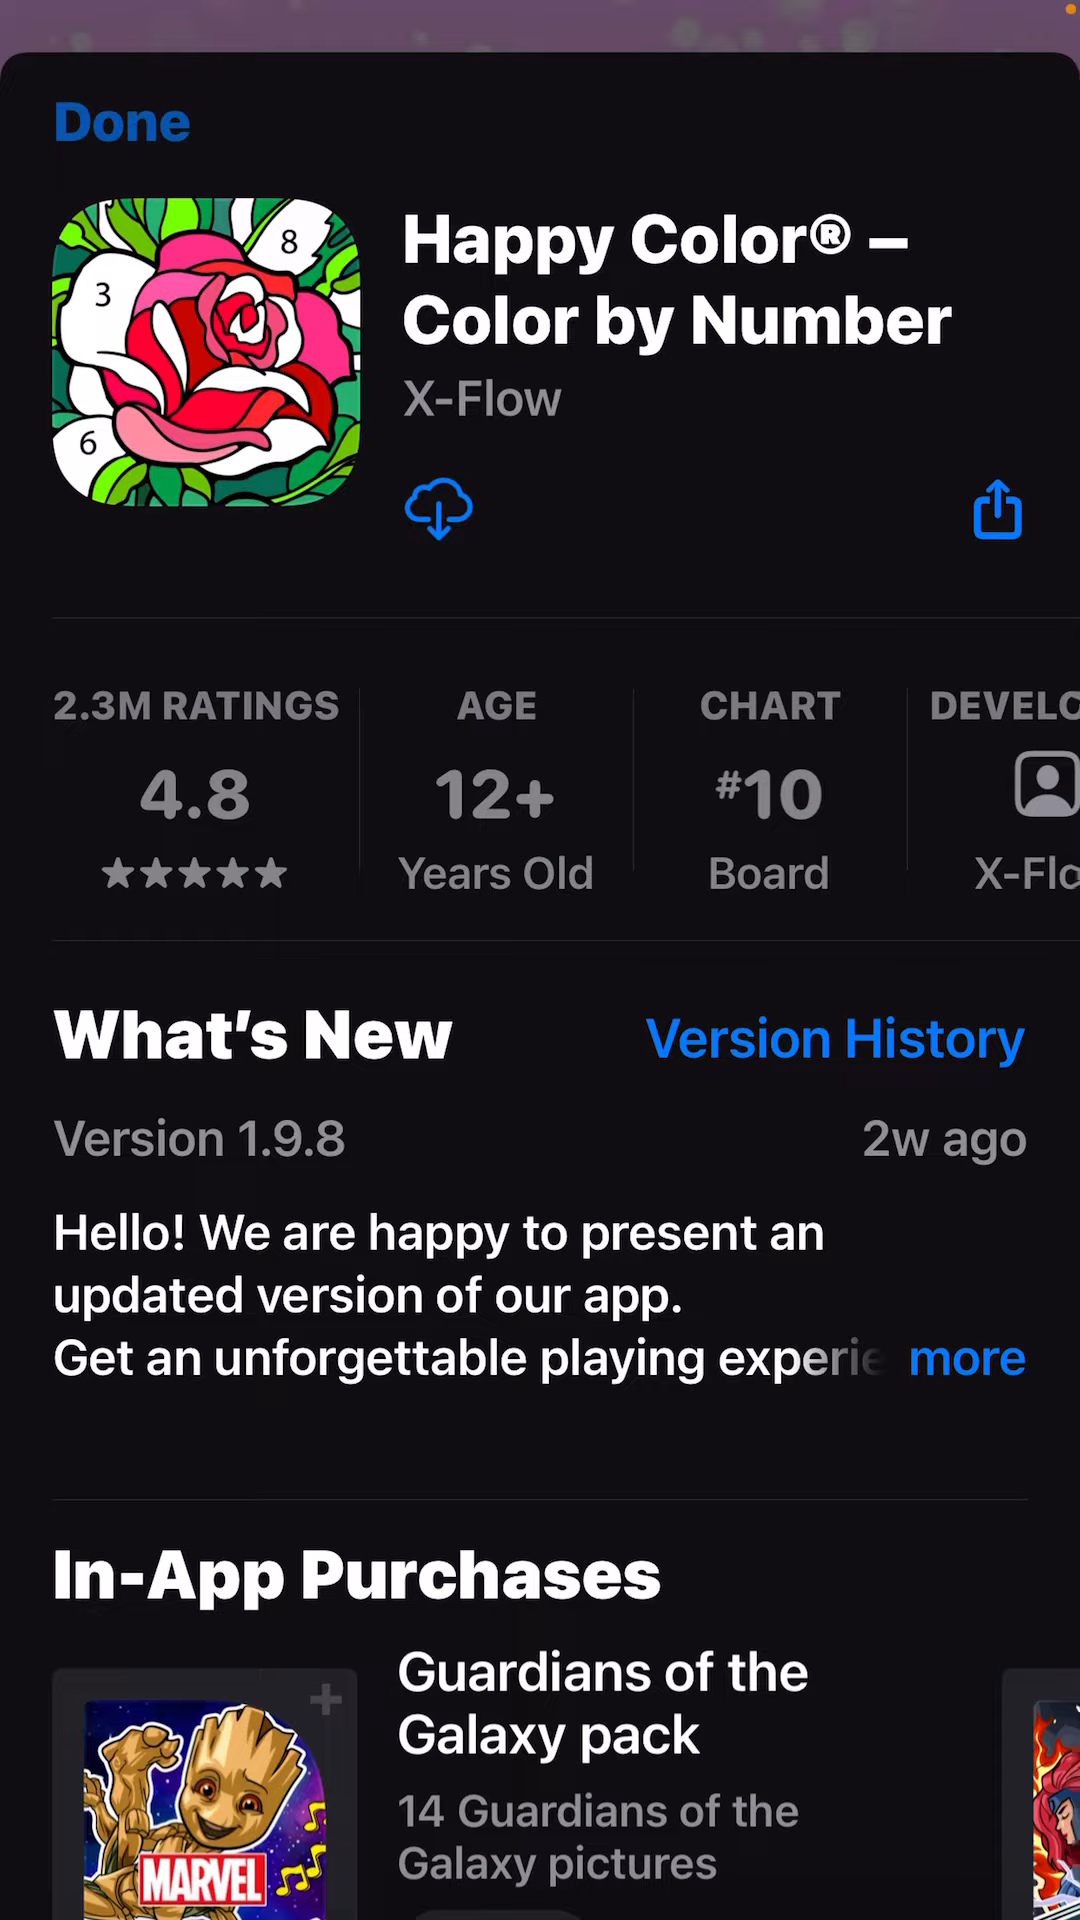 Done
8
3
6
Happy Color® –
Color by Number
X-Flow
2.3M RATINGS
4.8
AGE
12+
Years Old
CHART
#10
Board
What's New
Version History
Version 1.9.8
2w ago
Hello! We are happy to present an
updated version of our app.
Get an unforgettable playing
more
In-App Purchases
Guardians of the
Galaxy pack
14 Guardians of the
Galaxy pictures
MARVEL